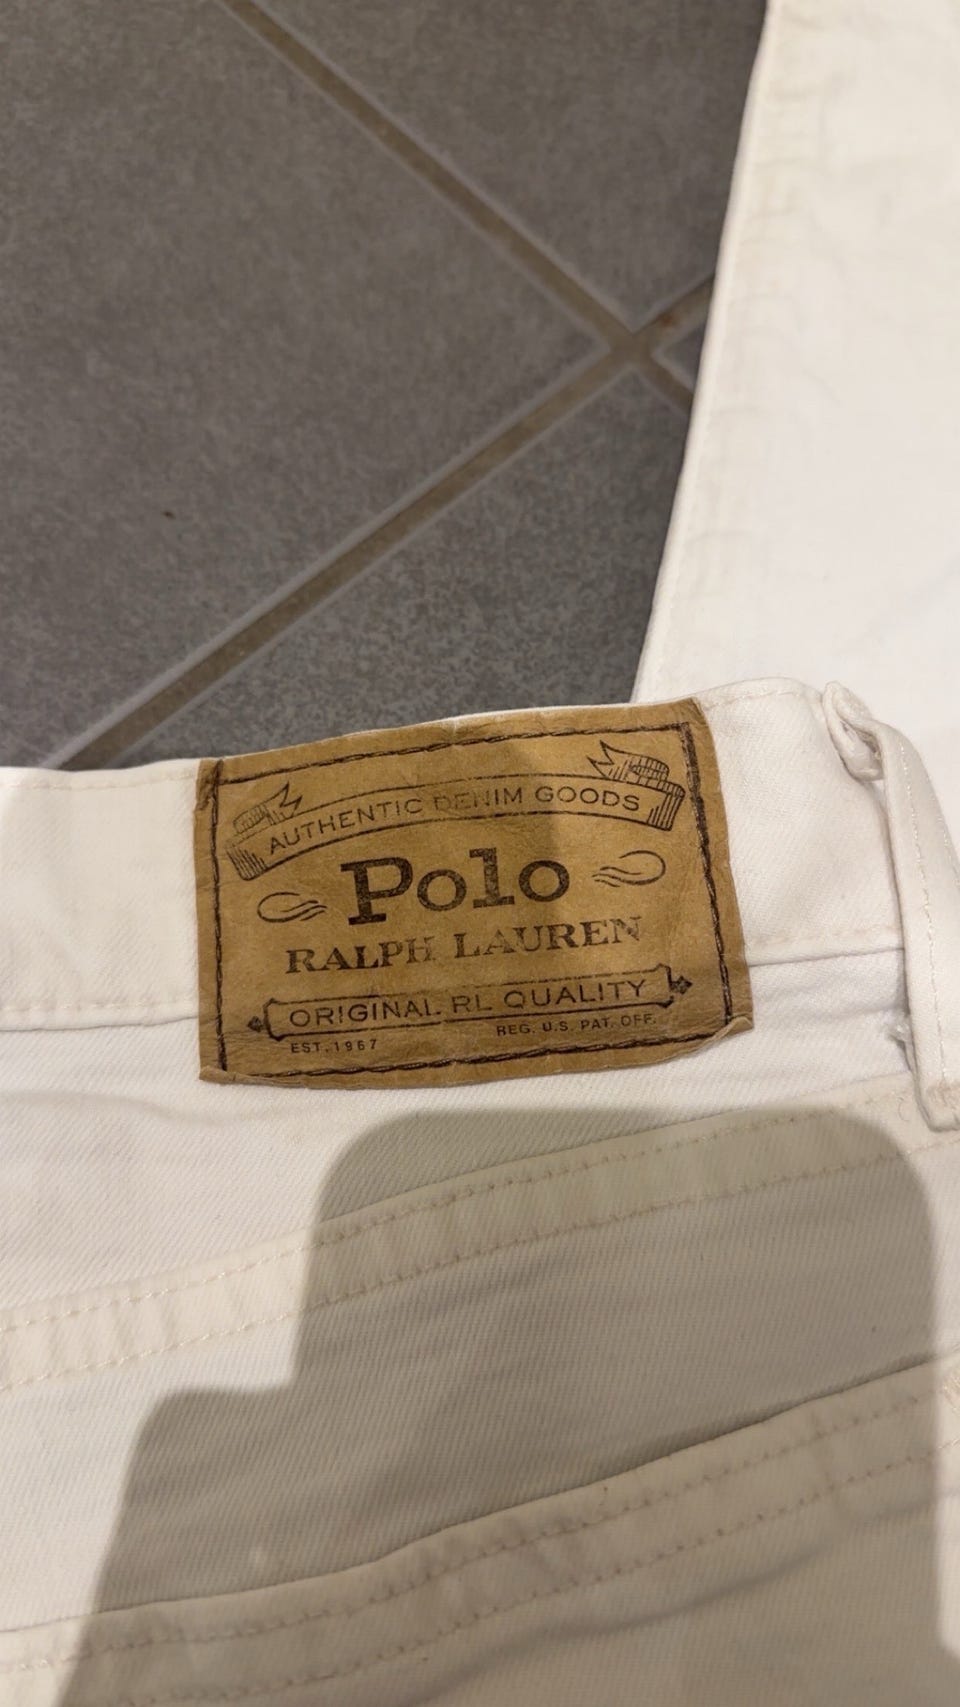 AUTHENTIC DENIM GOODS
Polo
RALPH LAUREN
ORIGINAL RL QUALITY
EST. 1967 REG. U.S. PAT. OFF.